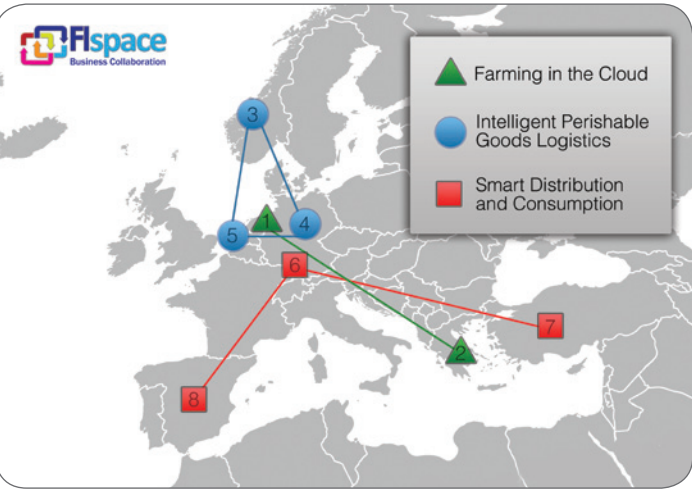 FIspace
Business Collaboration
Farming in the Cloud
Intelligent Perishable
Goods Logistics
Smart Distribution
and Consumption
3
1
4
5
6
7
2
8